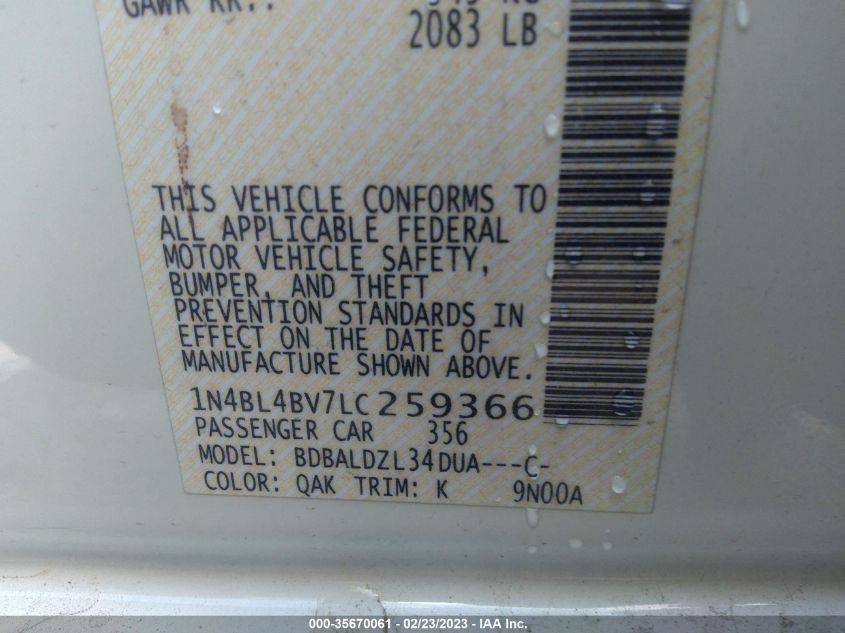 GAWR RR.:
2083 LB
THIS VEHICLE CONFORMS TO
ALL APPLICABLE FEDERAL
MOTOR VEHICLE SAFETY,
BUMPER, AND THEFT
PREVENTION STANDARDS IN
EFFECT ON THE DATE OF
MANUFACTURE SHOWN ABOVE.
1N4BL4BV7LC259366
PASSENGER CAR 356
MODEL: BDBALDZL34DUA---C-
COLOR: QAK TRIM: K 9N00A
000-35670061 - 02/23/2023 - IAA Inc.